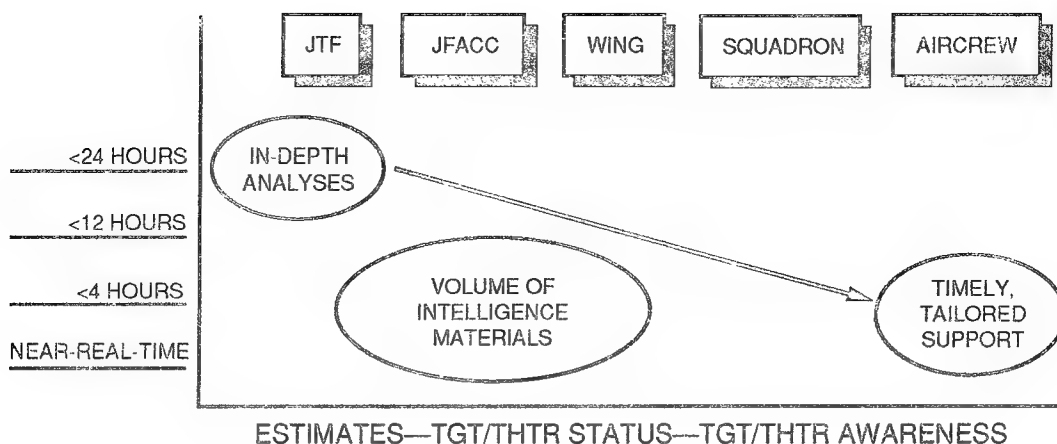 JTF
JFACC
WING
SQUADRON
AIRCREW
<24 HOURS
<12 HOURS
<4 HOURS
NEAR-REAL-TIME
IN-DEPTH
ANALYSES
VOLUME OF
INTELLIGENCE
MATERIALS
TIMELY,
TAILORED
SUPPORT
ESTIMATES—TGT/THTR STATUS—TGT/THTR AWARENESS